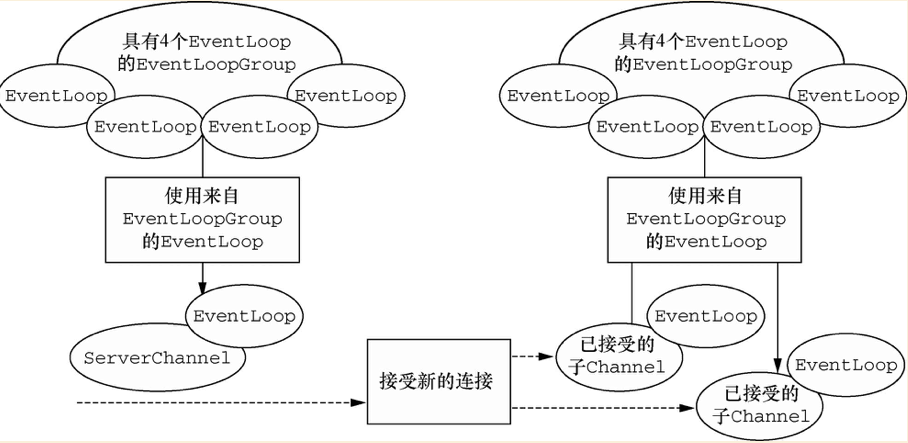 具有4个EventLoop
的EventLoopGroup
EventLoop
EventLoop
EventLoop
EventLoop
使用来自
EventLoopGroup
的EventLoop
EventLoop
ServerChannel
接受新的连接
具有4个EventLoop
的EventLoopGroup
EventLoop
EventLoop
EventLoop
EventLoop
使用来自
EventLoopGroup
的EventLoop
EventLoop
已接受的
子Channel
EventLoop
已接受的
子Channel